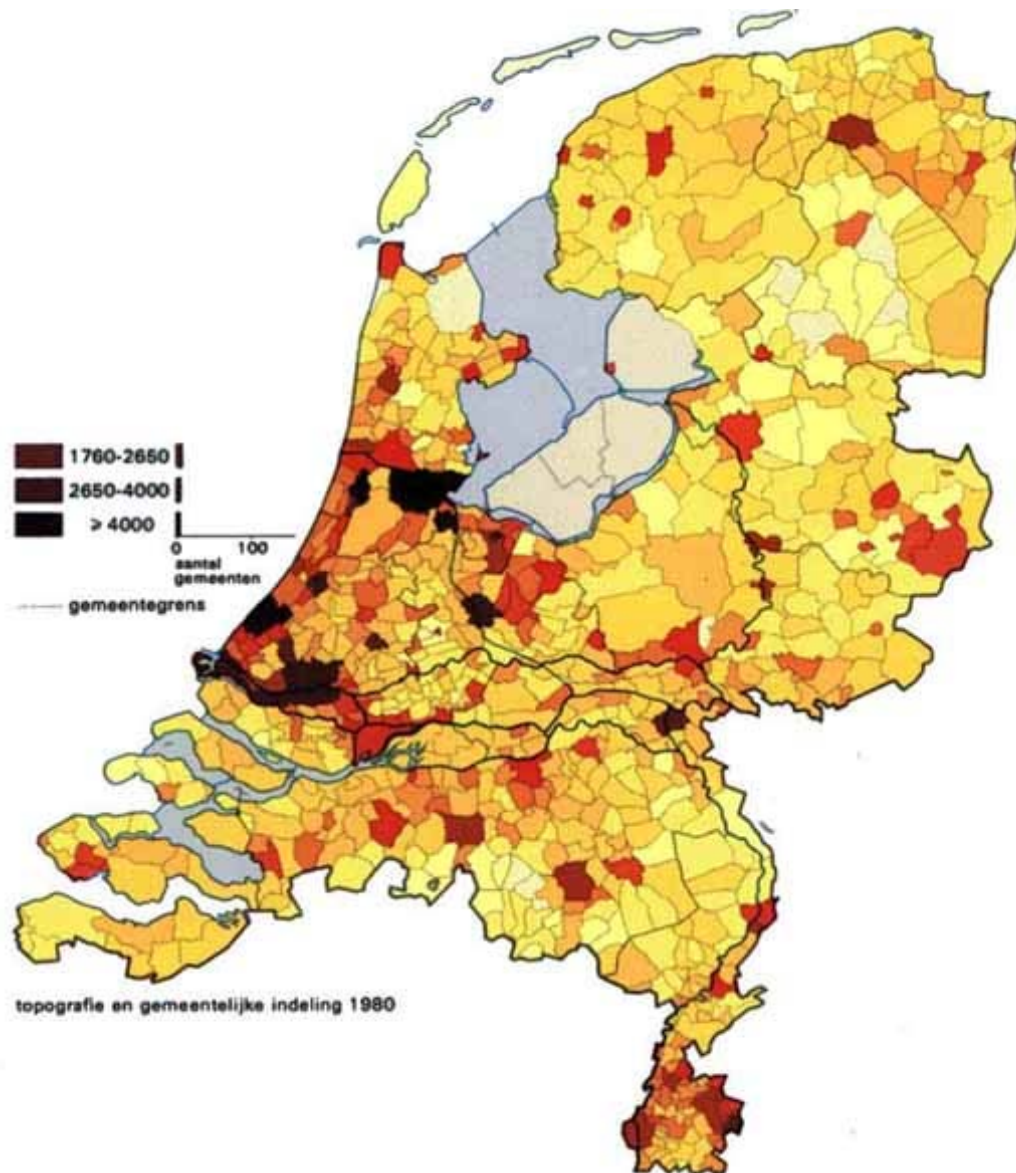 1760-2650
2650-4000
≥ 4000
0 100
aantal
gemeenten
gemeentegrens
topografie en gemeentelijke indeling 1980